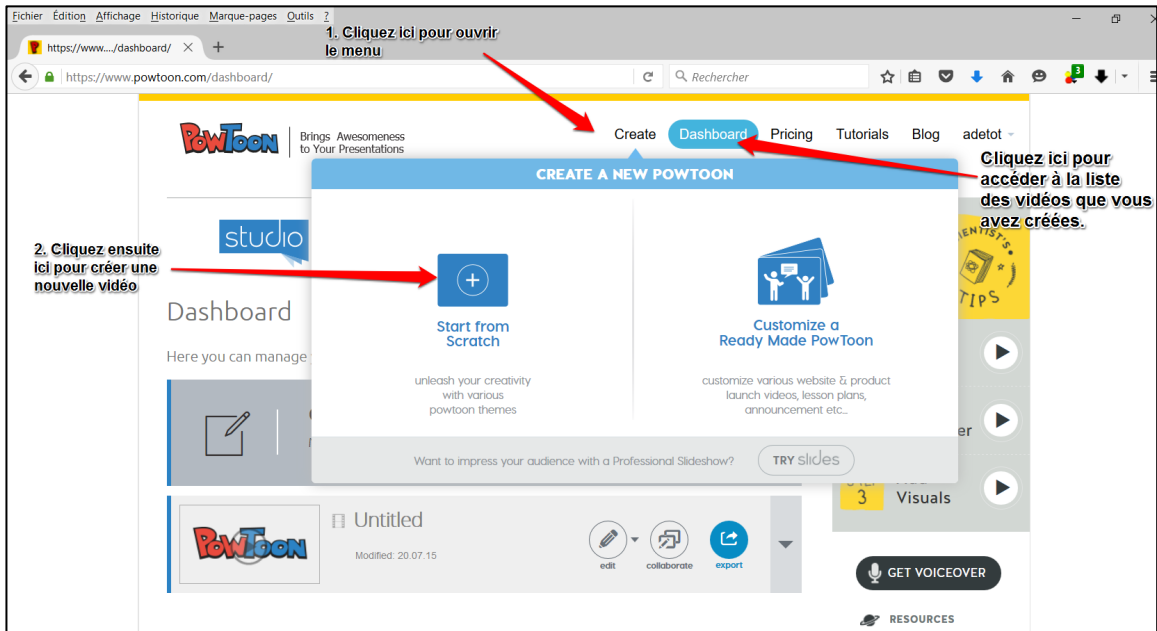 Fichier Édition Affichage Historique Marque-pages Outils ?
https://www..../dashboard/
1. Cliquez ici pour ouvrir
le menu
https://www.powtoon.com/dashboard/
Rechercher
3
PowToon
Brings Awesomeness
to Your Presentations
Create Dashboard Pricing Tutorials Blog adetot
Cliquez ici pour
accéder à la liste
des vidéos que vous
avez créées.
CREATE A NEW POWTOON
studio
2. Cliquez ensuite
ici pour créer une
nouvelle vidéo
Start from
Scratch
unleash your creativity
with various
powtoon themes
Customize a
Ready Made PowToon
customize various website & product
launch videos, lesson plans,
announcement etc...
Want to impress your audience with a Professional Slideshow?
TRY slides
Dashboard
Here you can manage
TIPS
er
3
Visuals
PowToon
Untitled
Modified: 20.07.15
edit
collaborate
export
GET VOICEOVER
RESOURCES